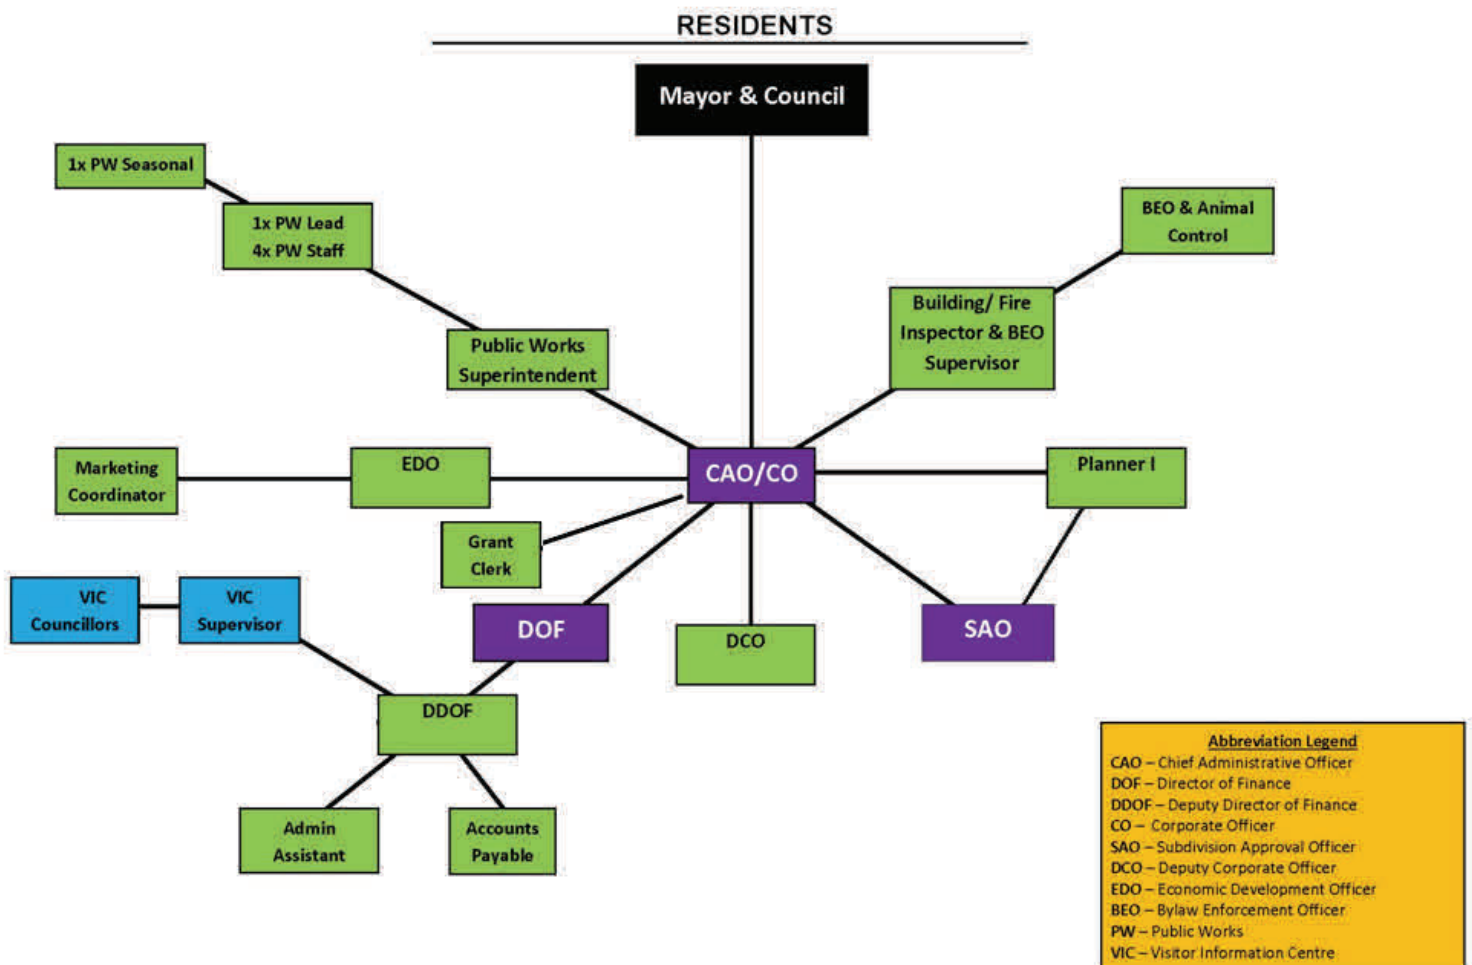 RESIDENTS
Mayor & Council
1x PW Seasonal
1x PW Lead
4x PW Staff
BEO & Animal
Control
Building/ Fire
Inspector & BEO
Supervisor
Public Works
Superintendent
Marketing
Coordinator
EDO
CAO/CO
Planner I
Grant
Clerk
VIC
Councillors
VIC
Supervisor
DOF
DCO
SAO
DDOF
Admin
Assistant
Accounts
Payable
Abbreviation Legend
CAO – Chief Administrative Officer
DOF – Director of Finance
DDOF – Deputy Director of Finance
CO – Corporate Officer
SAO – Subdivision Approval Officer
DCO – Deputy Corporate Officer
EDO – Economic Development Officer
BEO – Bylaw Enforcement Officer
PW – Public Works
VIC – Visitor Information Centre